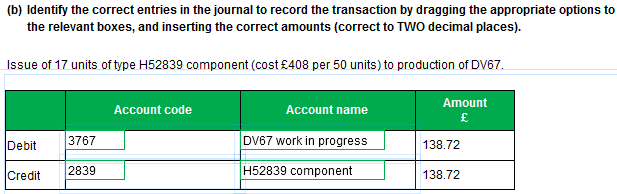 (b) Identify the correct entries in the journal to record the transaction by dragging the appropriate options to
the relevant boxes, and inserting the correct amounts (correct to TWO decimal places).
Issue of 17 units of type H52839 component (cost £408 per 50 units) to production of DV67.
Account code Account name Amount
£
Debit 3767 DV67 work in progress 138.72
Credit 2839 H52839 component 138.72